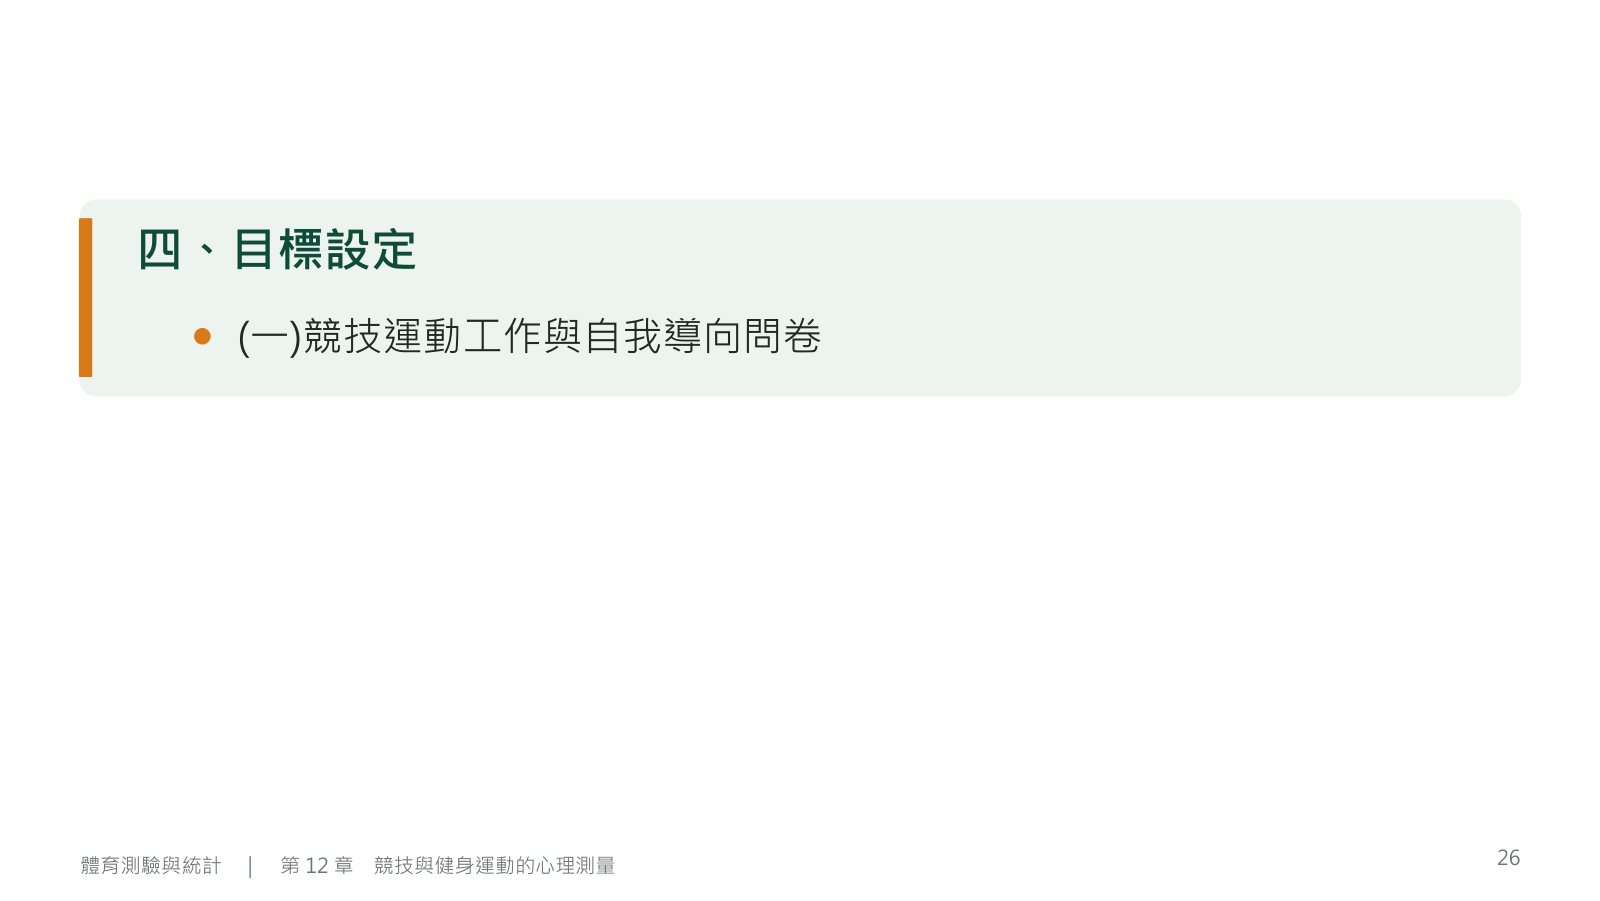 四、目標設定
(一)競技運動工作與自我導向問卷
體育測驗與統計 | 第 12 章 競技與健身運動的心理測量
26